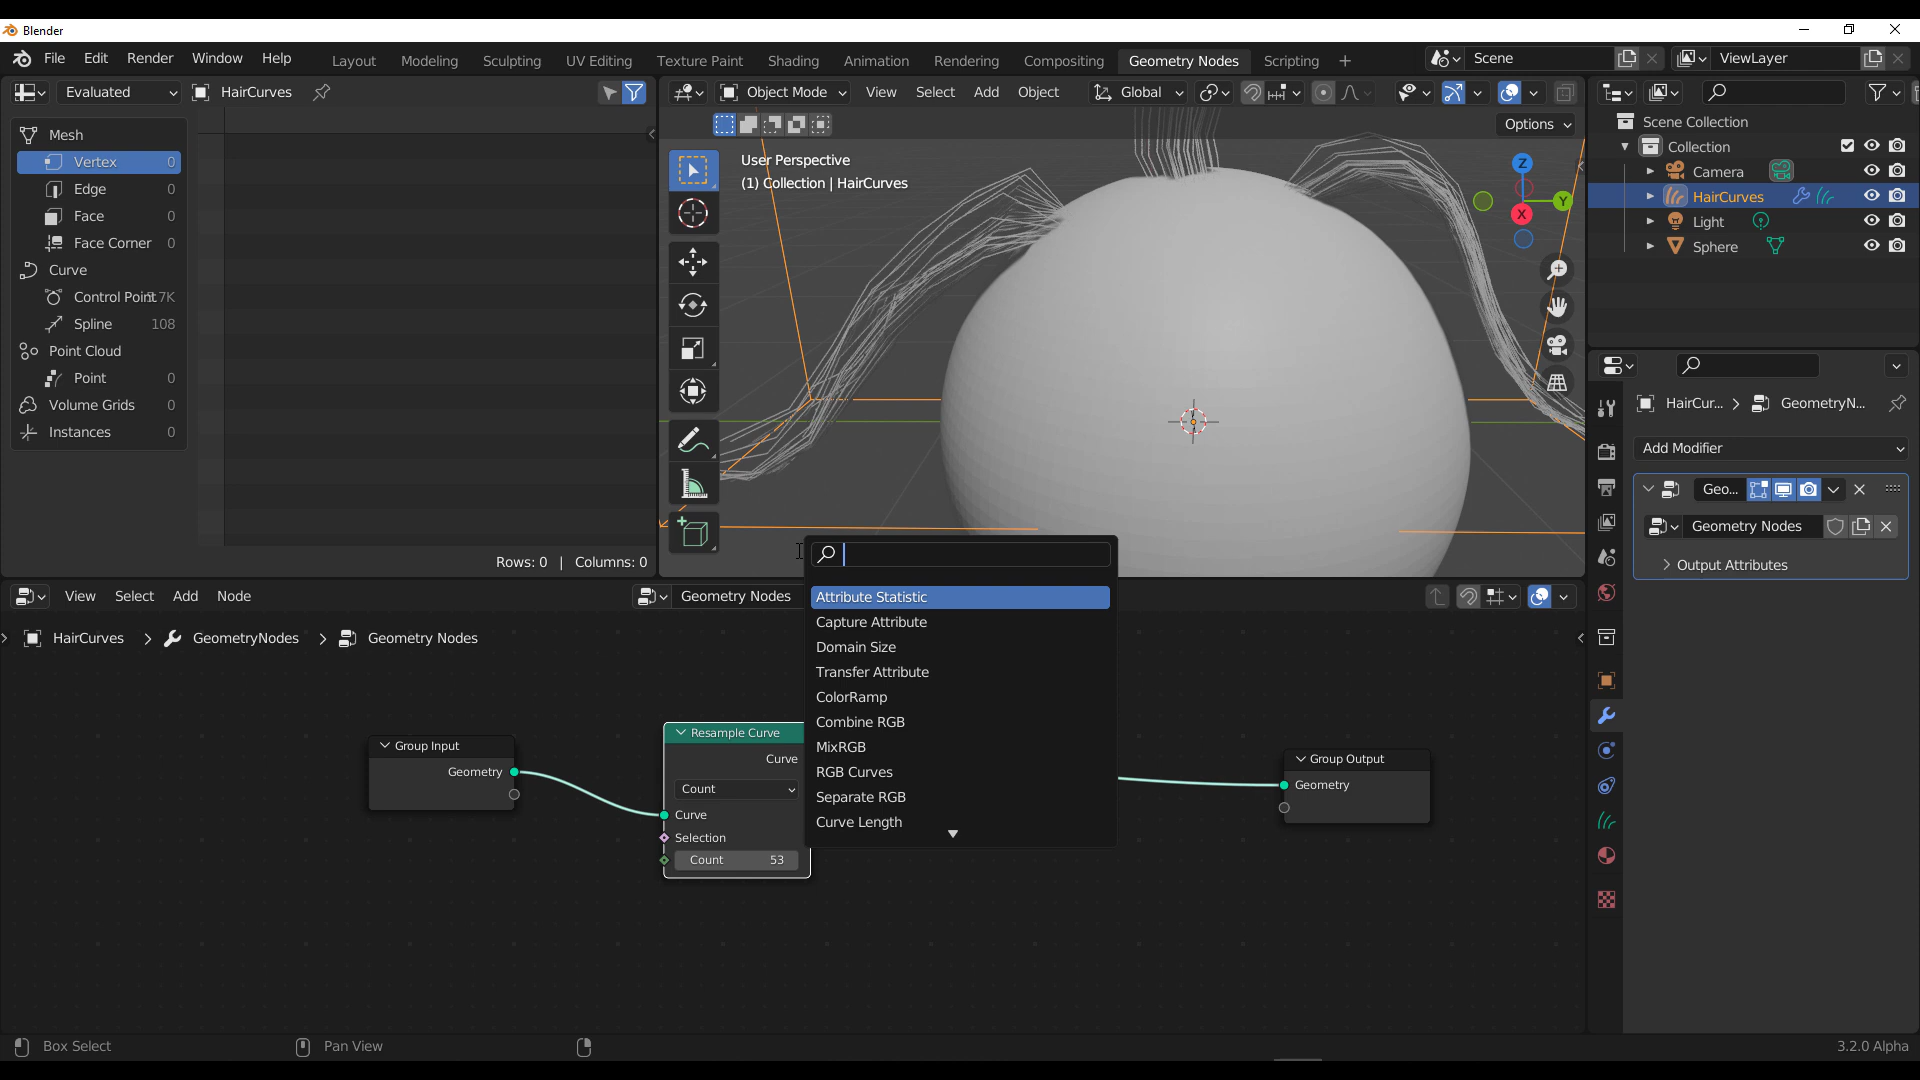 Blender
File Edit Render Window Help Layout Modeling Sculpting UV Editing Texture Paint Shading Animation Rendering Compositing Geometry Nodes Scripting + Scene ViewLayer
Evaluated HairCurves
Object Mode View Select Add Object Global
Options
Mesh
Vertex 0
Edge 0
Face 0
Face Corner 0
Curve
Control Point 7K
Spline 108
Point Cloud
Point 0
Volume Grids 0
Instances 0
Rows: 0 | Columns: 0
User Perspective
(1) Collection | HairCurves
Z
Y
X
Scene Collection
Collection
Camera
HairCurves
Light
Sphere
HairCur... > GeometryN...
Add Modifier
Geo...
Geometry Nodes
Output Attributes
View Select Add Node Geometry Nodes
HairCurves > GeometryNodes > Geometry Nodes
Group Input
Geometry
Resample Curve
Curve
Count
Curve
Selection
Count 53
Attribute Statistic
Capture Attribute
Domain Size
Transfer Attribute
ColorRamp
Combine RGB
MixRGB
RGB Curves
Separate RGB
Curve Length
Group Output
Geometry
Box Select Pan View 3.2.0 Alpha